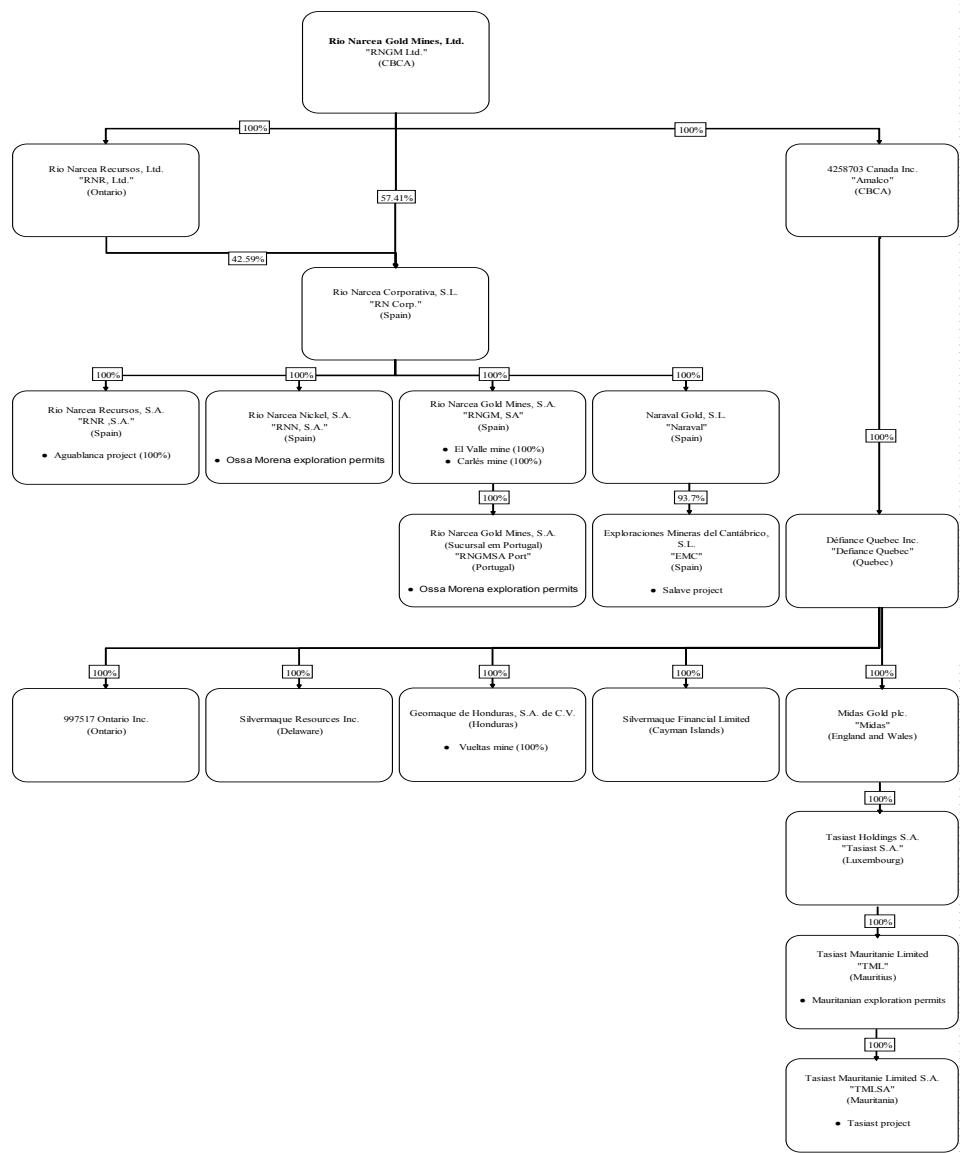 Rio Narcea Gold Mines, Ltd.
"RNGM Ltd."
(CBCA)
100%
100%
Rio Narcea Recursos, Ltd.
"RNR, Ltd."
(Ontario)
4258703 Canada Inc.
"Amalco"
(CBCA)
57.41%
42.59%
Rio Narcea Corporativa, S.L.
"RN Corp."
(Spain)
100%
100%
100%
100%
Rio Narcea Recursos, S.A.
"RNR ,S.A."
(Spain)
• Aguablanca project (100%)
Rio Narcea Nickel, S.A.
"RNN, S.A."
(Spain)
• Ossa Morena exploration permits
Rio Narcea Gold Mines, S.A.
"RNGM, SA"
(Spain)
• El Valle mine (100%)
• Carlés mine (100%)
Naraval Gold, S.L.
"Naraval"
(Spain)
100%
100%
93.7%
Rio Narcea Gold Mines, S.A.
(Sucursal em Portugal)
"RNGMSA Port"
(Portugal)
• Ossa Morena exploration permits
Exploraciones Mineras del Cantábrico,
S.L.
"EMC"
(Spain)
• Salave project
Défiance Quebec Inc.
"Defiance Quebec"
(Quebec)
100%
100%
100%
100%
100%
997517 Ontario Inc.
(Ontario)
Silvermaque Resources Inc.
(Delaware)
Geomaque de Honduras, S.A. de C.V.
(Honduras)
• Vueltas mine (100%)
Silvermaque Financial Limited
(Cayman Islands)
Midas Gold plc.
"Midas"
(England and Wales)
100%
Tasiast Holdings S.A.
"Tasiast S.A."
(Luxembourg)
100%
Tasiast Mauritanie Limited
"TML"
(Mauritius)
• Mauritanian exploration permits
100%
Tasiast Mauritanie Limited S.A.
"TMLSA"
(Mauritania)
• Tasiast project